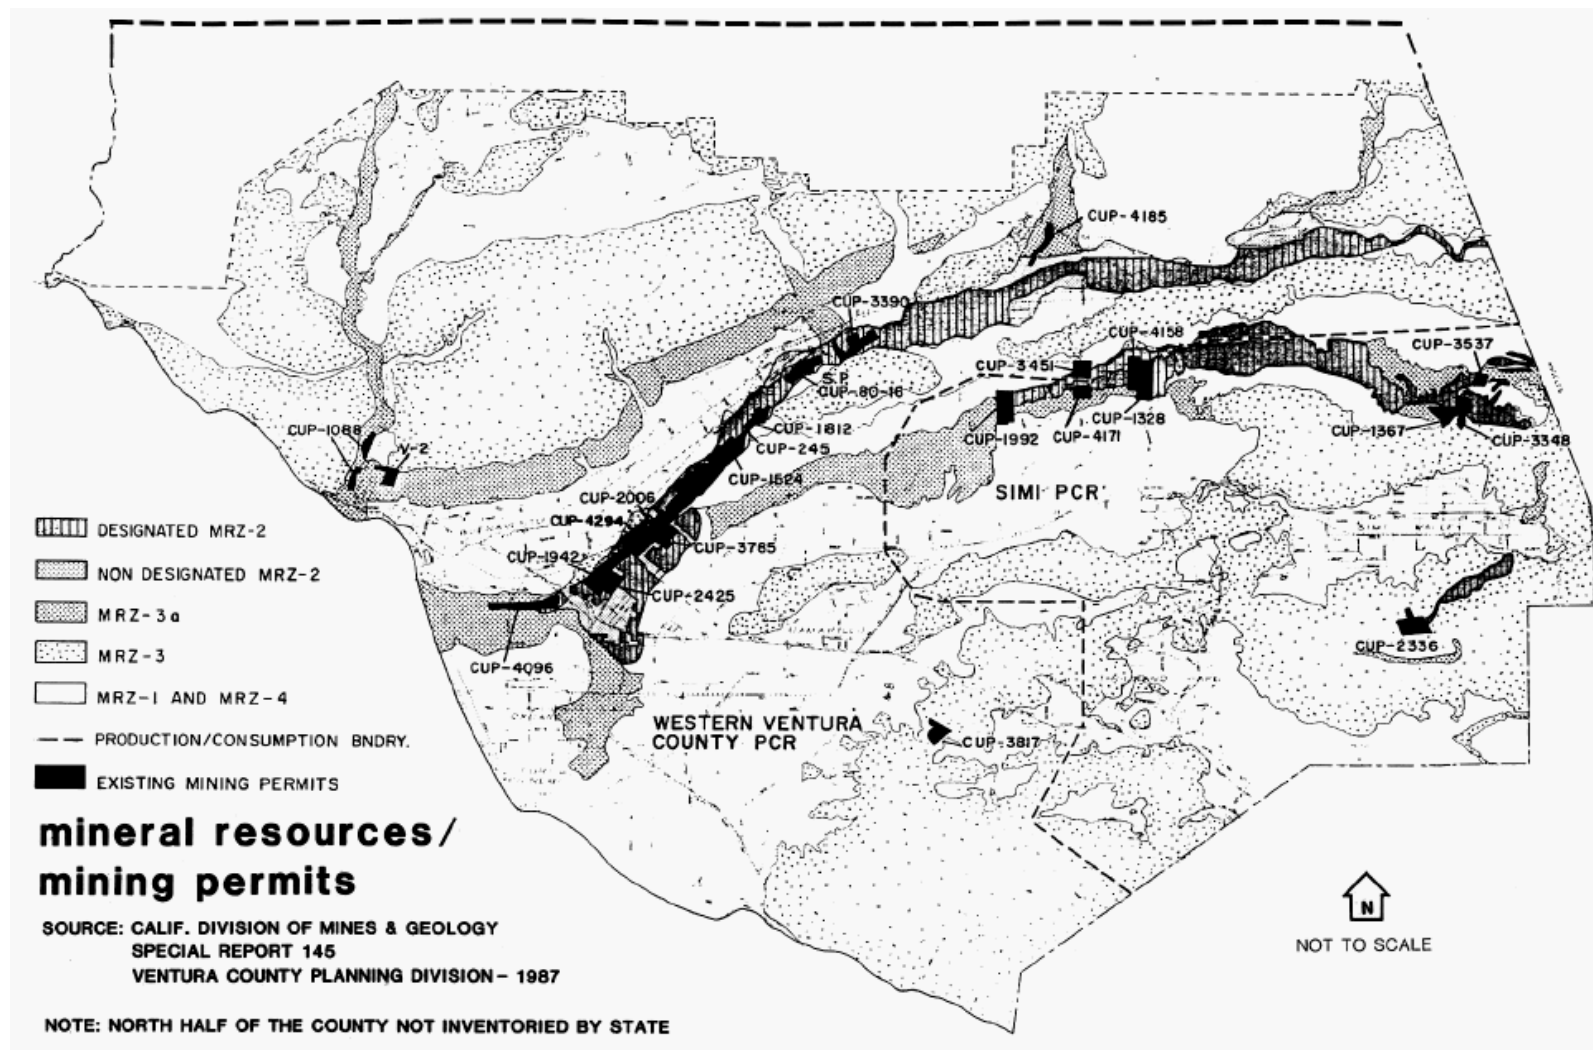 CUP-4185
CUP-3390
CUP-4158
CUP-3537
CUP-3451
S.P.
CUP-80-16
CUP-1088
V-2
CUP-1812
CUP-245
CUP-1992
CUP-4171
CUP-1328
CUP-1367
CUP-3348
CUP-1524
CUP-2006
SIMI PCR
CUP-4294
CUP-3785
CUP-1942
CUP-2425
CUP-2336
CUP-4096
WESTERN VENTURA
COUNTY PCR
CUP-3817
DESIGNATED MRZ-2
NON DESIGNATED MRZ-2
MRZ-3a
MRZ-3
MRZ-1 AND MRZ-4
PRODUCTION/CONSUMPTION BNDRY.
EXISTING MINING PERMITS
mineral resources/
mining permits
SOURCE: CALIF. DIVISION OF MINES & GEOLOGY
SPECIAL REPORT 145
VENTURA COUNTY PLANNING DIVISION - 1987
NOTE: NORTH HALF OF THE COUNTY NOT INVENTORIED BY STATE
N
NOT TO SCALE